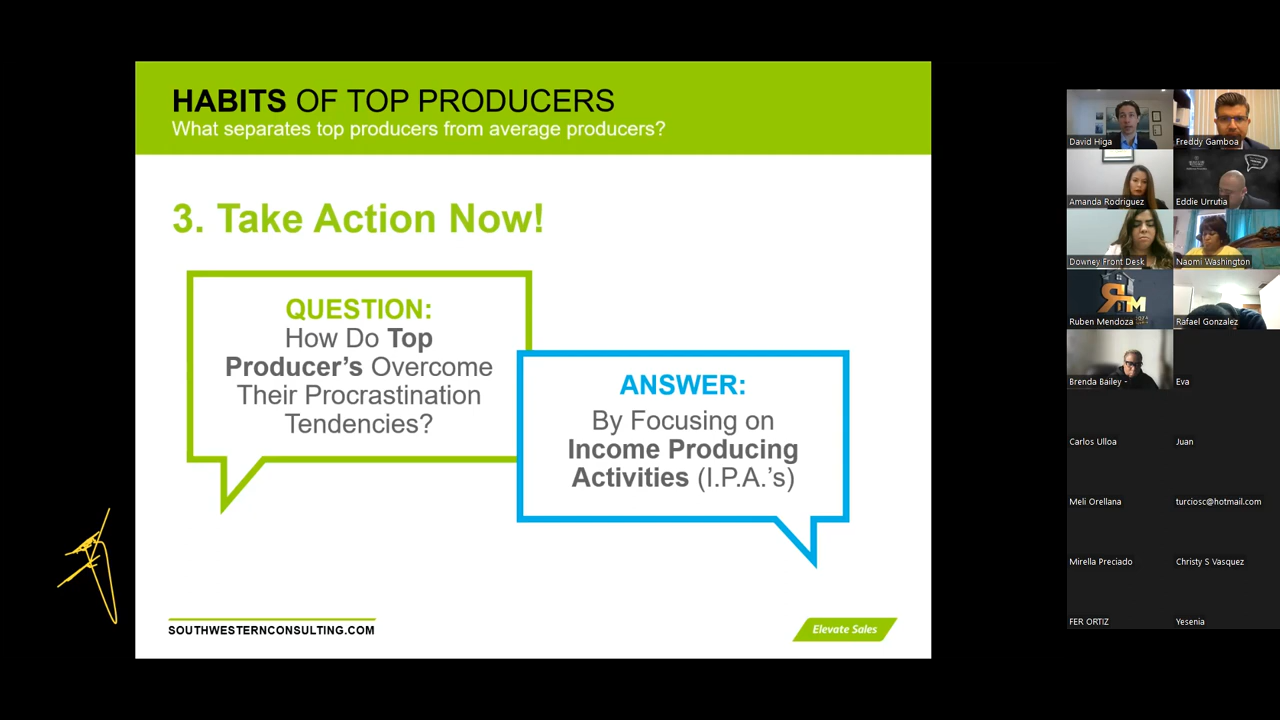 HABITS OF TOP PRODUCERS
What separates top producers from average producers?
3. Take Action Now!
QUESTION:
How Do Top
Producer's Overcome
Their Procrastination
Tendencies?
ANSWER:
By Focusing on
Income Producing
Activities (I.P.A.'s)
SOUTHWESTERNCONSULTING.COM
Elevate Sales
David Higa
Freddy Gamboa
Amanda Rodriguez
Eddie Urrutia
Downey Front Desk
Naomi Washington
Ruben Mendoza
Rafael Gonzalez
Brenda Bailey -
Eva
Carlos Ulloa
Juan
Meli Orellana
turciosc@hotmail.com
Mirella Preciado
Christy S Vasquez
FER ORTIZ
Yesenia